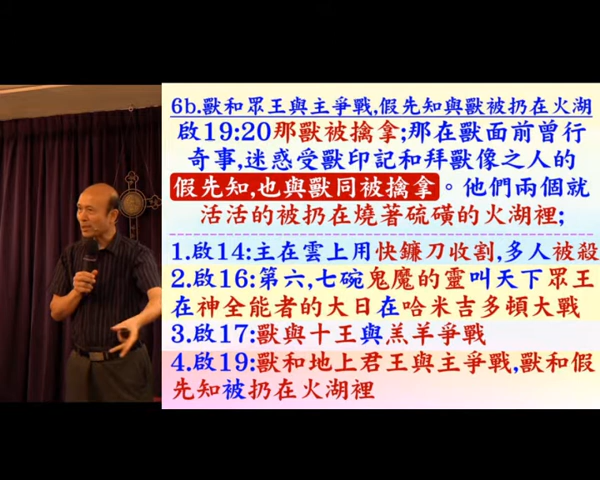 6b.獸和眾王與主爭戰,假先知與獸被扔在火湖
啟19:20那獸被擒拿;那在獸面前曾行
奇事,迷惑受獸印記和拜獸像之人的
假先知,也與獸同被擒拿。他們兩個就
活活的被扔在燒著硫磺的火湖裡;
1.啟14:主在雲上用快鐮刀收割,多人被殺
2.啟16:第六,七碗鬼魔的靈叫天下眾王
在神全能者的大日在哈米吉多頓大戰
3.啟17:獸與十王與羔羊爭戰
4.啟19:獸和地上君王與主爭戰,獸和假
先知被扔在火湖裡